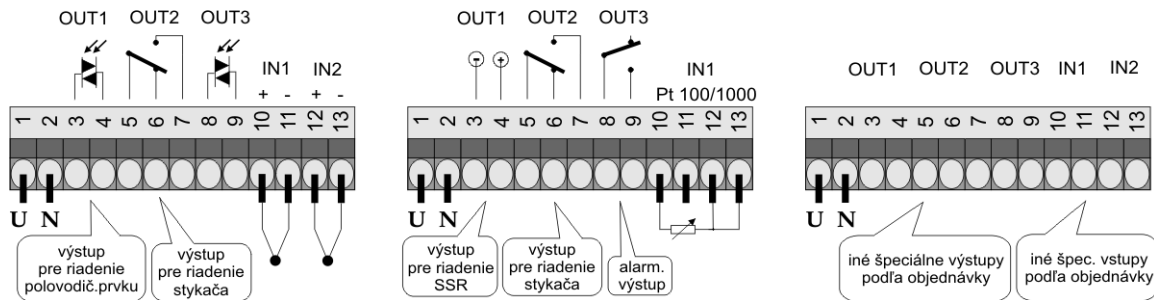 OUT1 OUT2 OUT3
IN1 IN2
+ - + -
1 2 3 4 5 6 7 8 9 10 11 12 13
U N
výstup
pre riadenie
polovodič.prvku
výstup
pre riadenie
stykača
OUT1 OUT2 OUT3
- +
IN1
Pt 100/1000
1 2 3 4 5 6 7 8 9 10 11 12 13
U N
výstup
pre riadenie
SSR
výstup
pre riadenie
stykača
alarm.
výstup
OUT1 OUT2 OUT3 IN1 IN2
1 2 3 4 5 6 7 8 9 10 11 12 13
U N
iné špeciálne výstupy
podľa objednávky
iné špec. vstupy
podľa objednávky